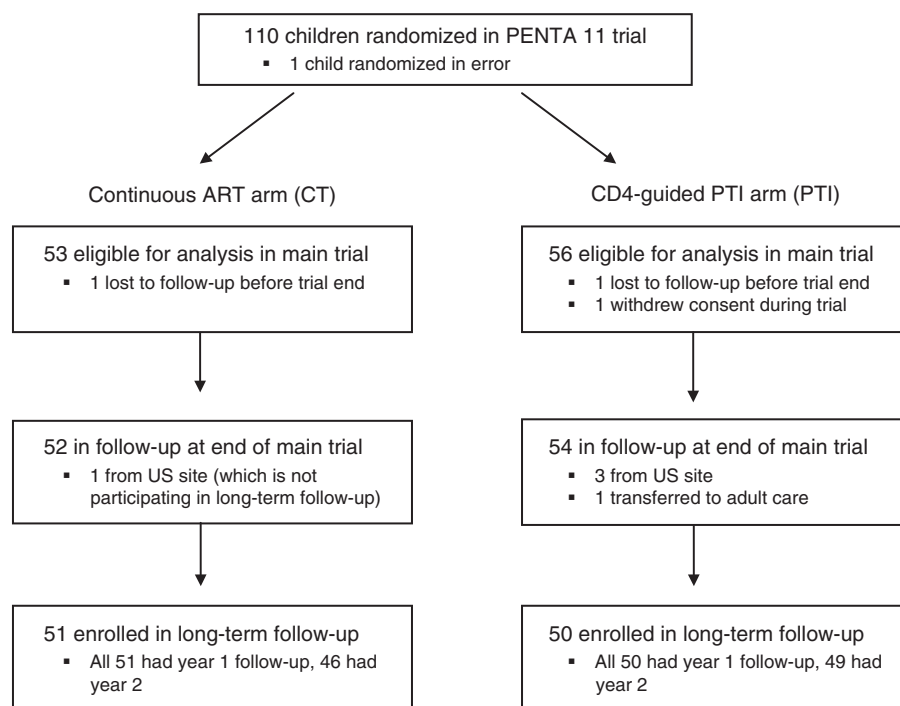 110 children randomized in PENTA 11 trial
▪ 1 child randomized in error
Continuous ART arm (CT)
53 eligible for analysis in main trial
▪ 1 lost to follow-up before trial end
52 in follow-up at end of main trial
▪ 1 from US site (which is not
participating in long-term follow-up)
51 enrolled in long-term follow-up
▪ All 51 had year 1 follow-up, 46 had
year 2
CD4-guided PTI arm (PTI)
56 eligible for analysis in main trial
▪ 1 lost to follow-up before trial end
▪ 1 withdrew consent during trial
54 in follow-up at end of main trial
▪ 3 from US site
▪ 1 transferred to adult care
50 enrolled in long-term follow-up
▪ All 50 had year 1 follow-up, 49 had
year 2